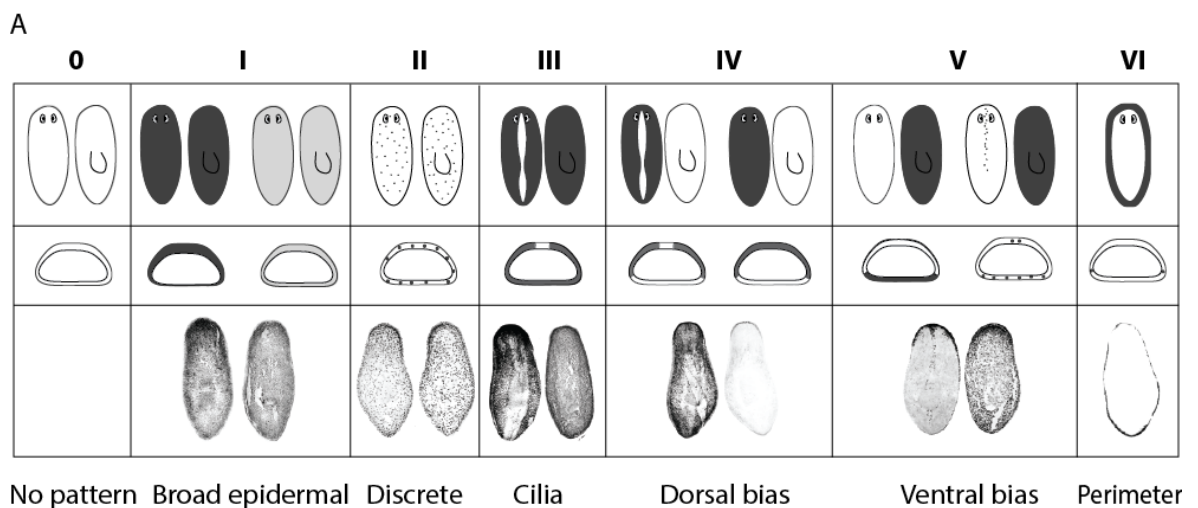 A
0 I II III IV V VI
No pattern Broad epidermal Discrete Cilia Dorsal bias Ventral bias Perimeter